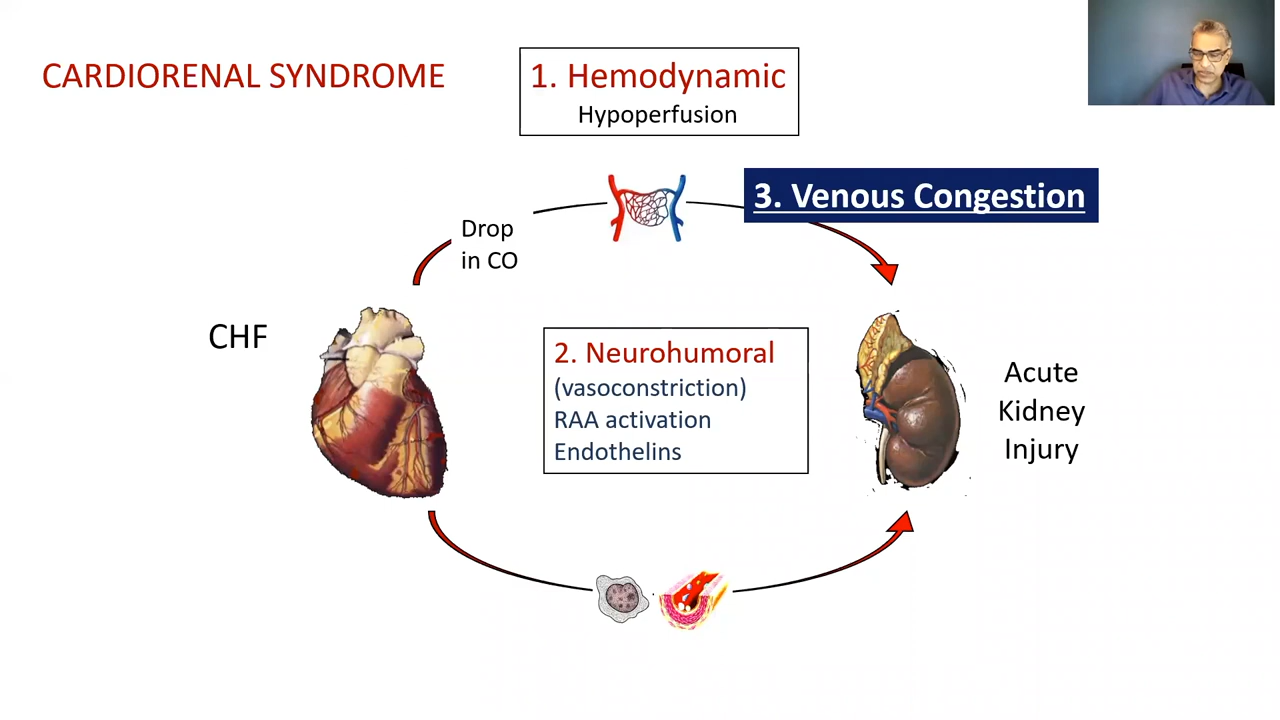 CARDIORENAL SYNDROME
1. Hemodynamic
Hypoperfusion
3. Venous Congestion
Drop
in CO
CHF
2. Neurohumoral
(vasoconstriction)
RAA activation
Endothelins
Acute
Kidney
Injury